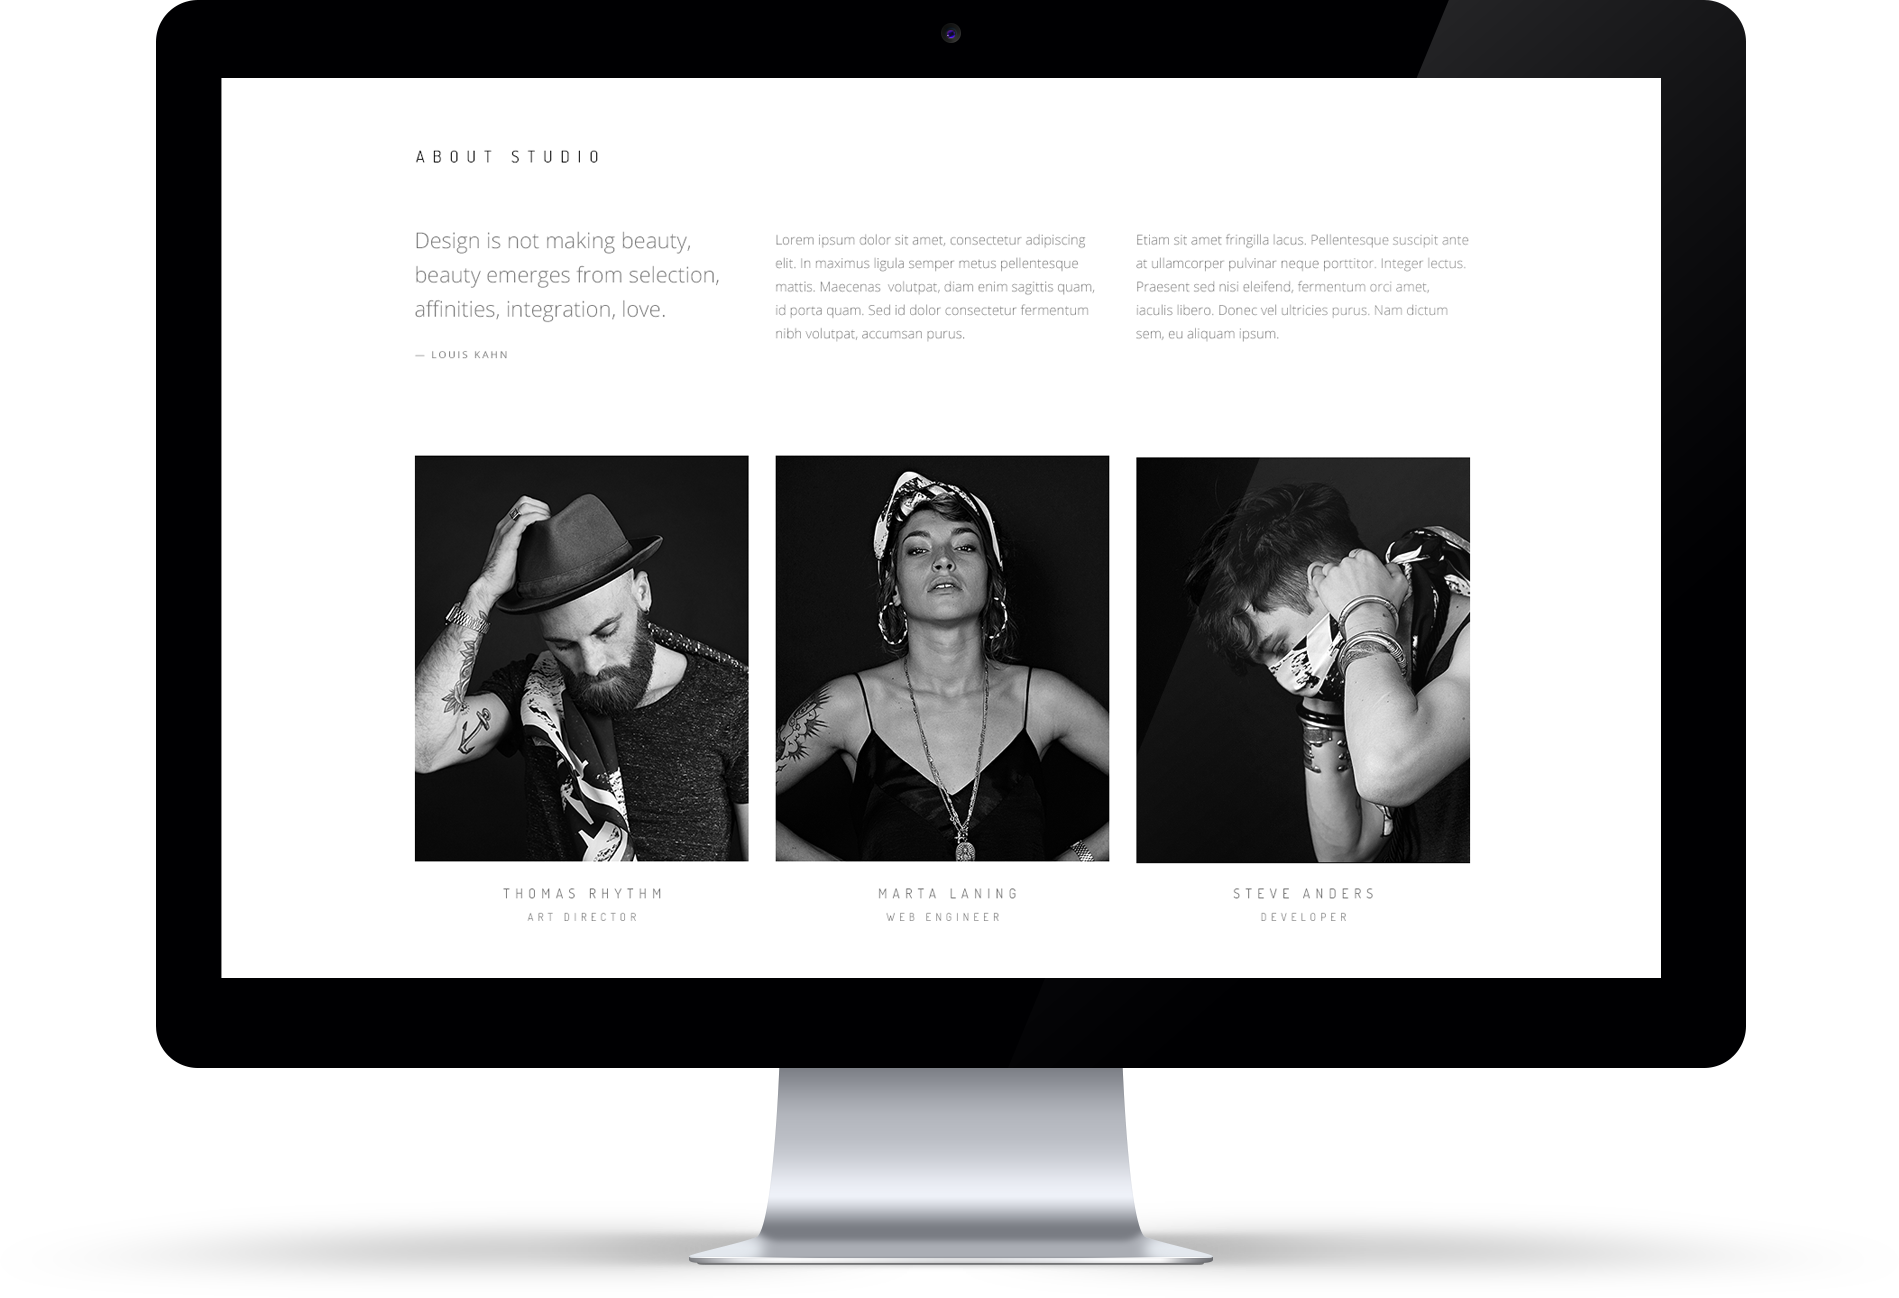 ABOUT STUDIO
Design is not making beauty,
beauty emerges from selection,
affinities, integration, love.
— LOUIS KAHN
Lorem ipsum dolor sit amet, consectetur adipiscing
elit. In maximus ligula semper metus pellentesque
mattis. Maecenas  volutpat, diam enim sagittis quam,
id porta quam. Sed id dolor consectetur fermentum
nibh volutpat, accumsan purus.
Etiam sit amet fringilla lacus. Pellentesque suscipit ante
at ullamcorper pulvinar neque porttitor. Integer lectus.
Praesent sed nisi eleifend, fermentum orci amet,
iaculis libero. Donec vel ultricies purus. Nam dictum
sem, eu aliquam ipsum.
THOMAS RHYTHM
ART DIRECTOR
MARTA LANING
WEB ENGINEER
STEVE ANDERS
DEVELOPER